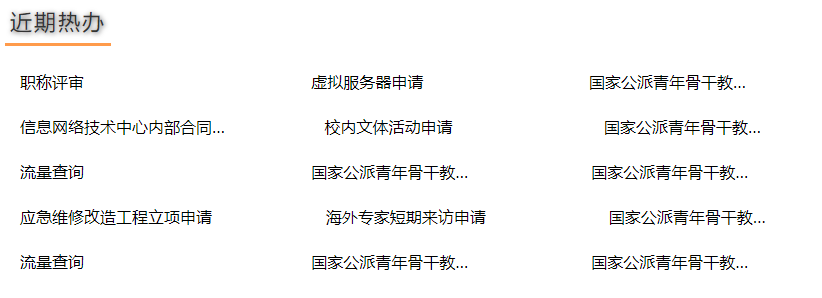 近期热办
职称评审 虚拟服务器申请 国家公派青年骨干教...
信息网络技术中心内部合同... 校内文体活动申请 国家公派青年骨干教...
流量查询 国家公派青年骨干教... 国家公派青年骨干教...
应急维修改造工程立项申请 海外专家短期来访申请 国家公派青年骨干教...
流量查询 国家公派青年骨干教... 国家公派青年骨干教...